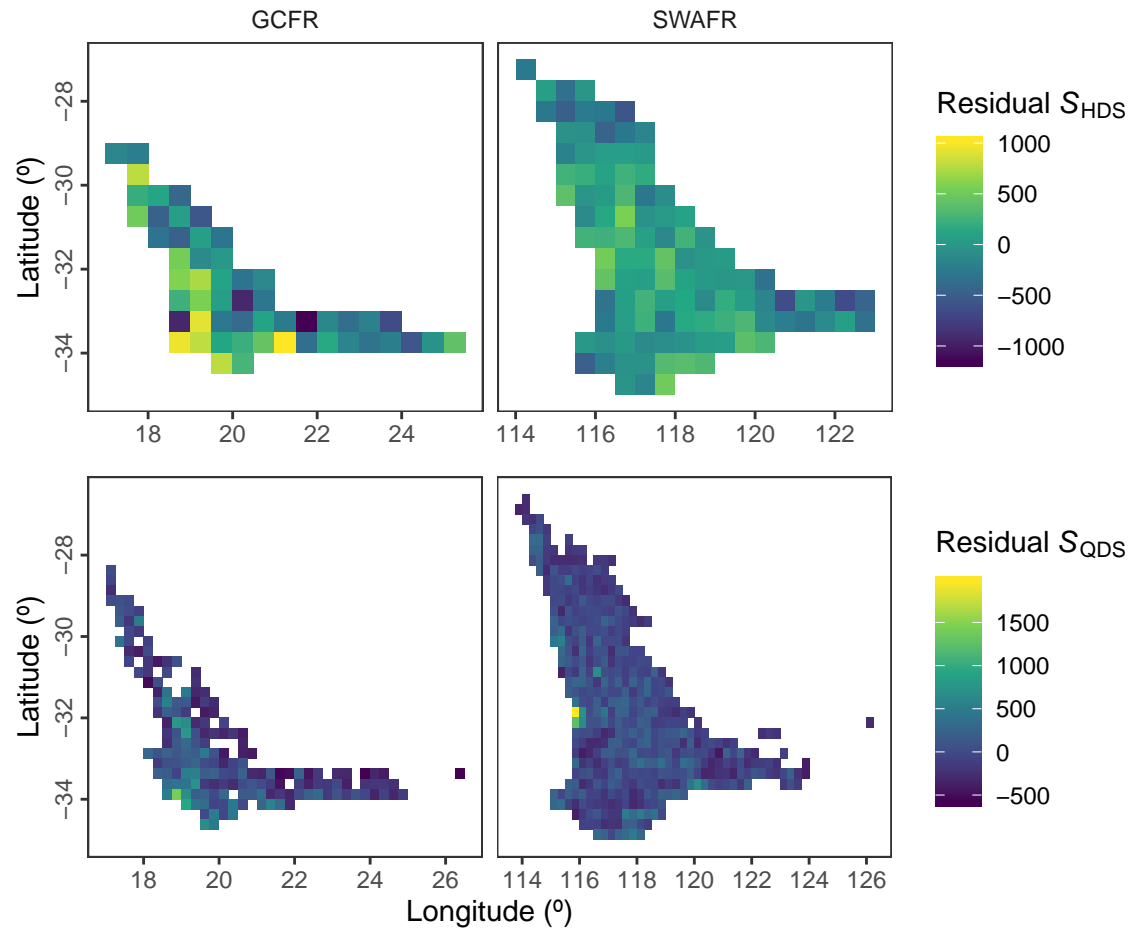 GCFR SWAFR
Latitude (º)
−28
−30
−32
−34
18 20 22 24
114 116 118 120 122
Residual S_HDS
1000
500
0
−500
−1000
Latitude (º)
−28
−30
−32
−34
18 20 22 24 26
114 116 118 120 122 124 126
Longitude (º)
Residual S_QDS
1500
1000
500
0
−500